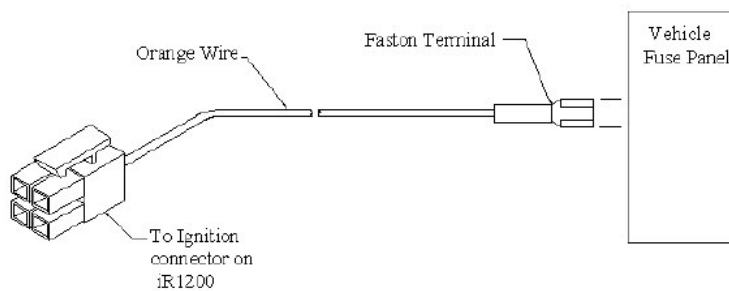 Vehicle
Fuse Panel
Faston Terminal
Orange Wire
To Ignition
connector on
iR1200